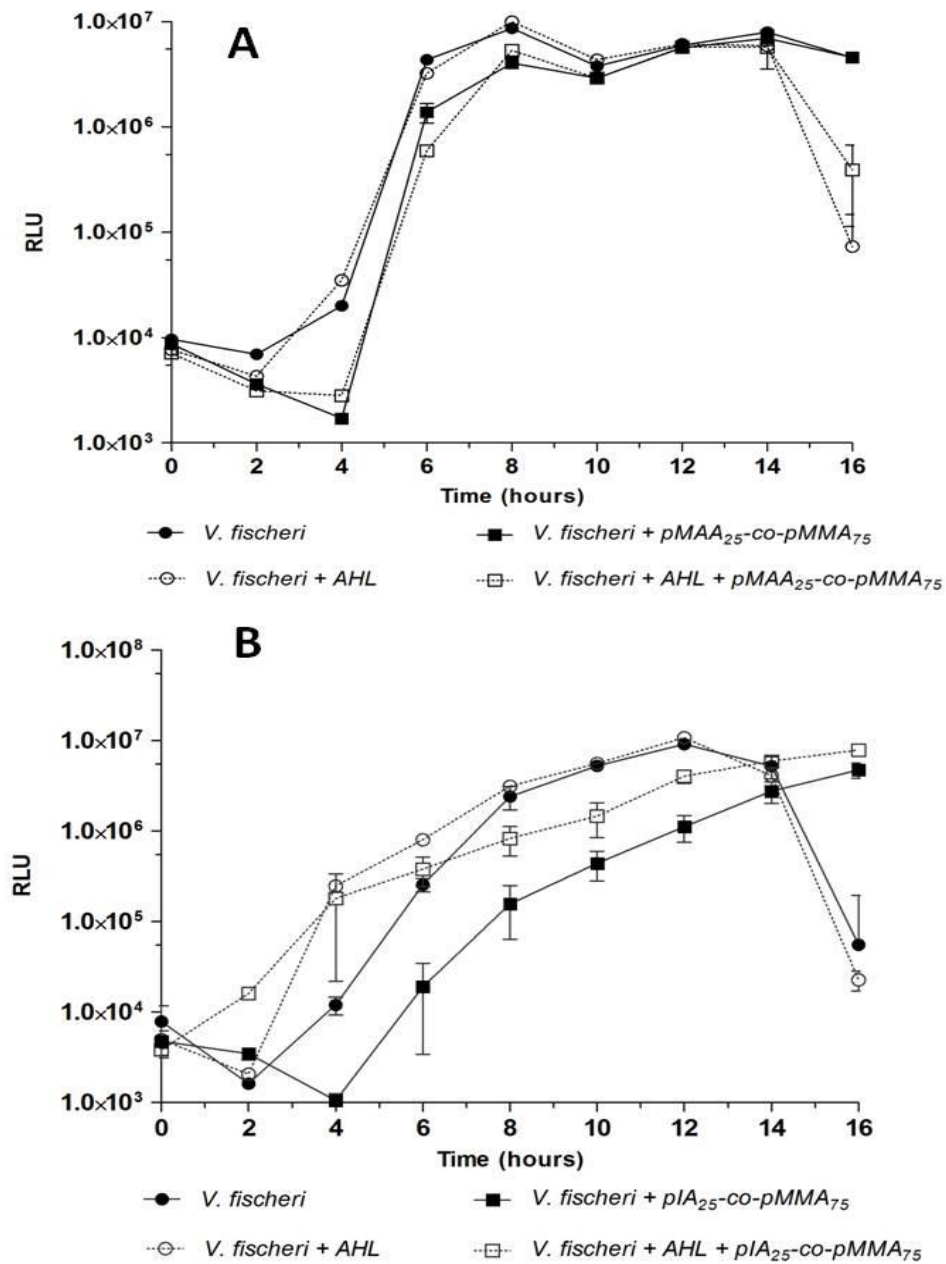 A
1.0×10⁷
1.0×10⁶
1.0×10⁵
1.0×10⁴
1.0×10³
RLU
0 2 4 6 8 10 12 14 16
Time (hours)
V. fischeri
V. fischeri + pMAA₂₅-co-pMMA₇₅
V. fischeri + AHL
V. fischeri + AHL + pMAA₂₅-co-pMMA₇₅
B
1.0×10⁸
1.0×10⁷
1.0×10⁶
1.0×10⁵
1.0×10⁴
1.0×10³
RLU
0 2 4 6 8 10 12 14 16
Time (hours)
V. fischeri
V. fischeri + pIA₂₅-co-pMMA₇₅
V. fischeri + AHL
V. fischeri + AHL + pIA₂₅-co-pMMA₇₅